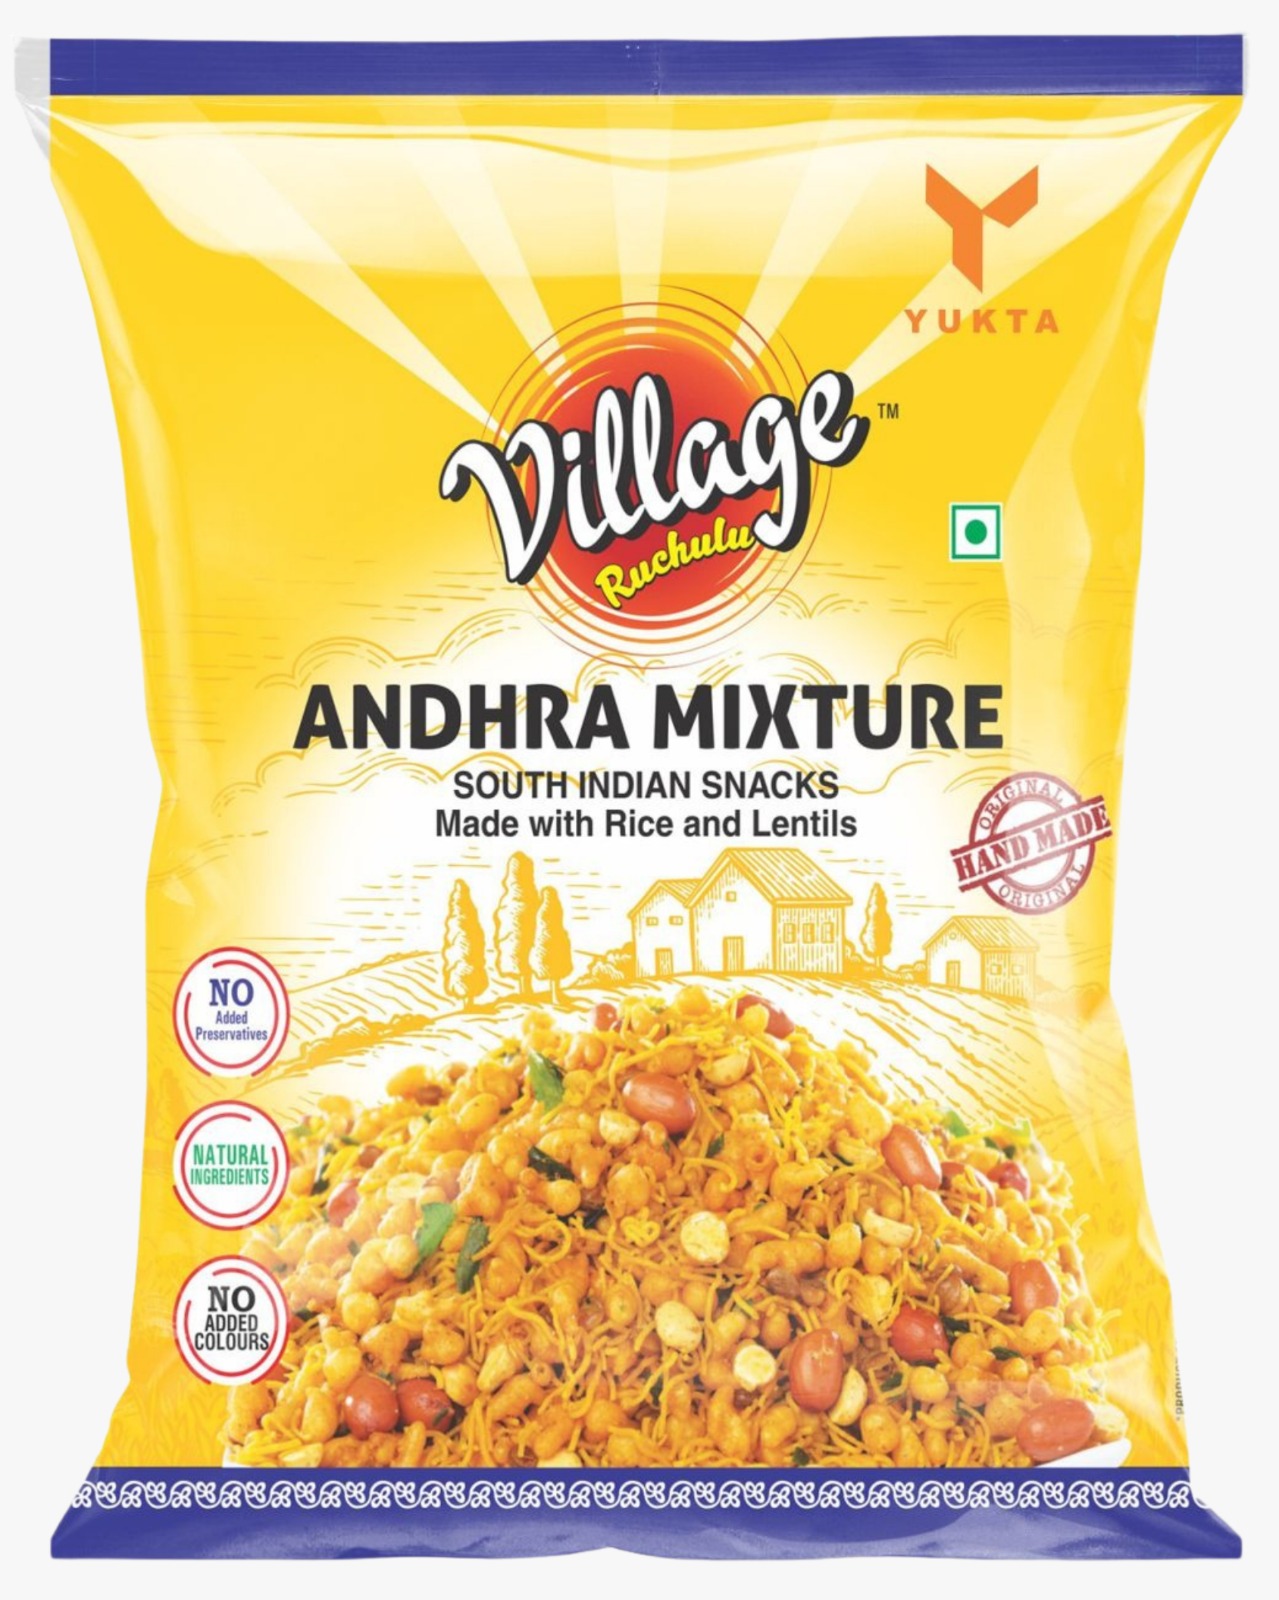 YUKTA
Village
TM
Ruchulu
ANDHRA MIXTURE
SOUTH INDIAN SNACKS
Made with Rice and Lentils
ORIGINAL
HAND MADE
ORIGINAL
NO
Added
Preservatives
NATURAL
INGREDIENTS
NO
ADDED
COLOURS